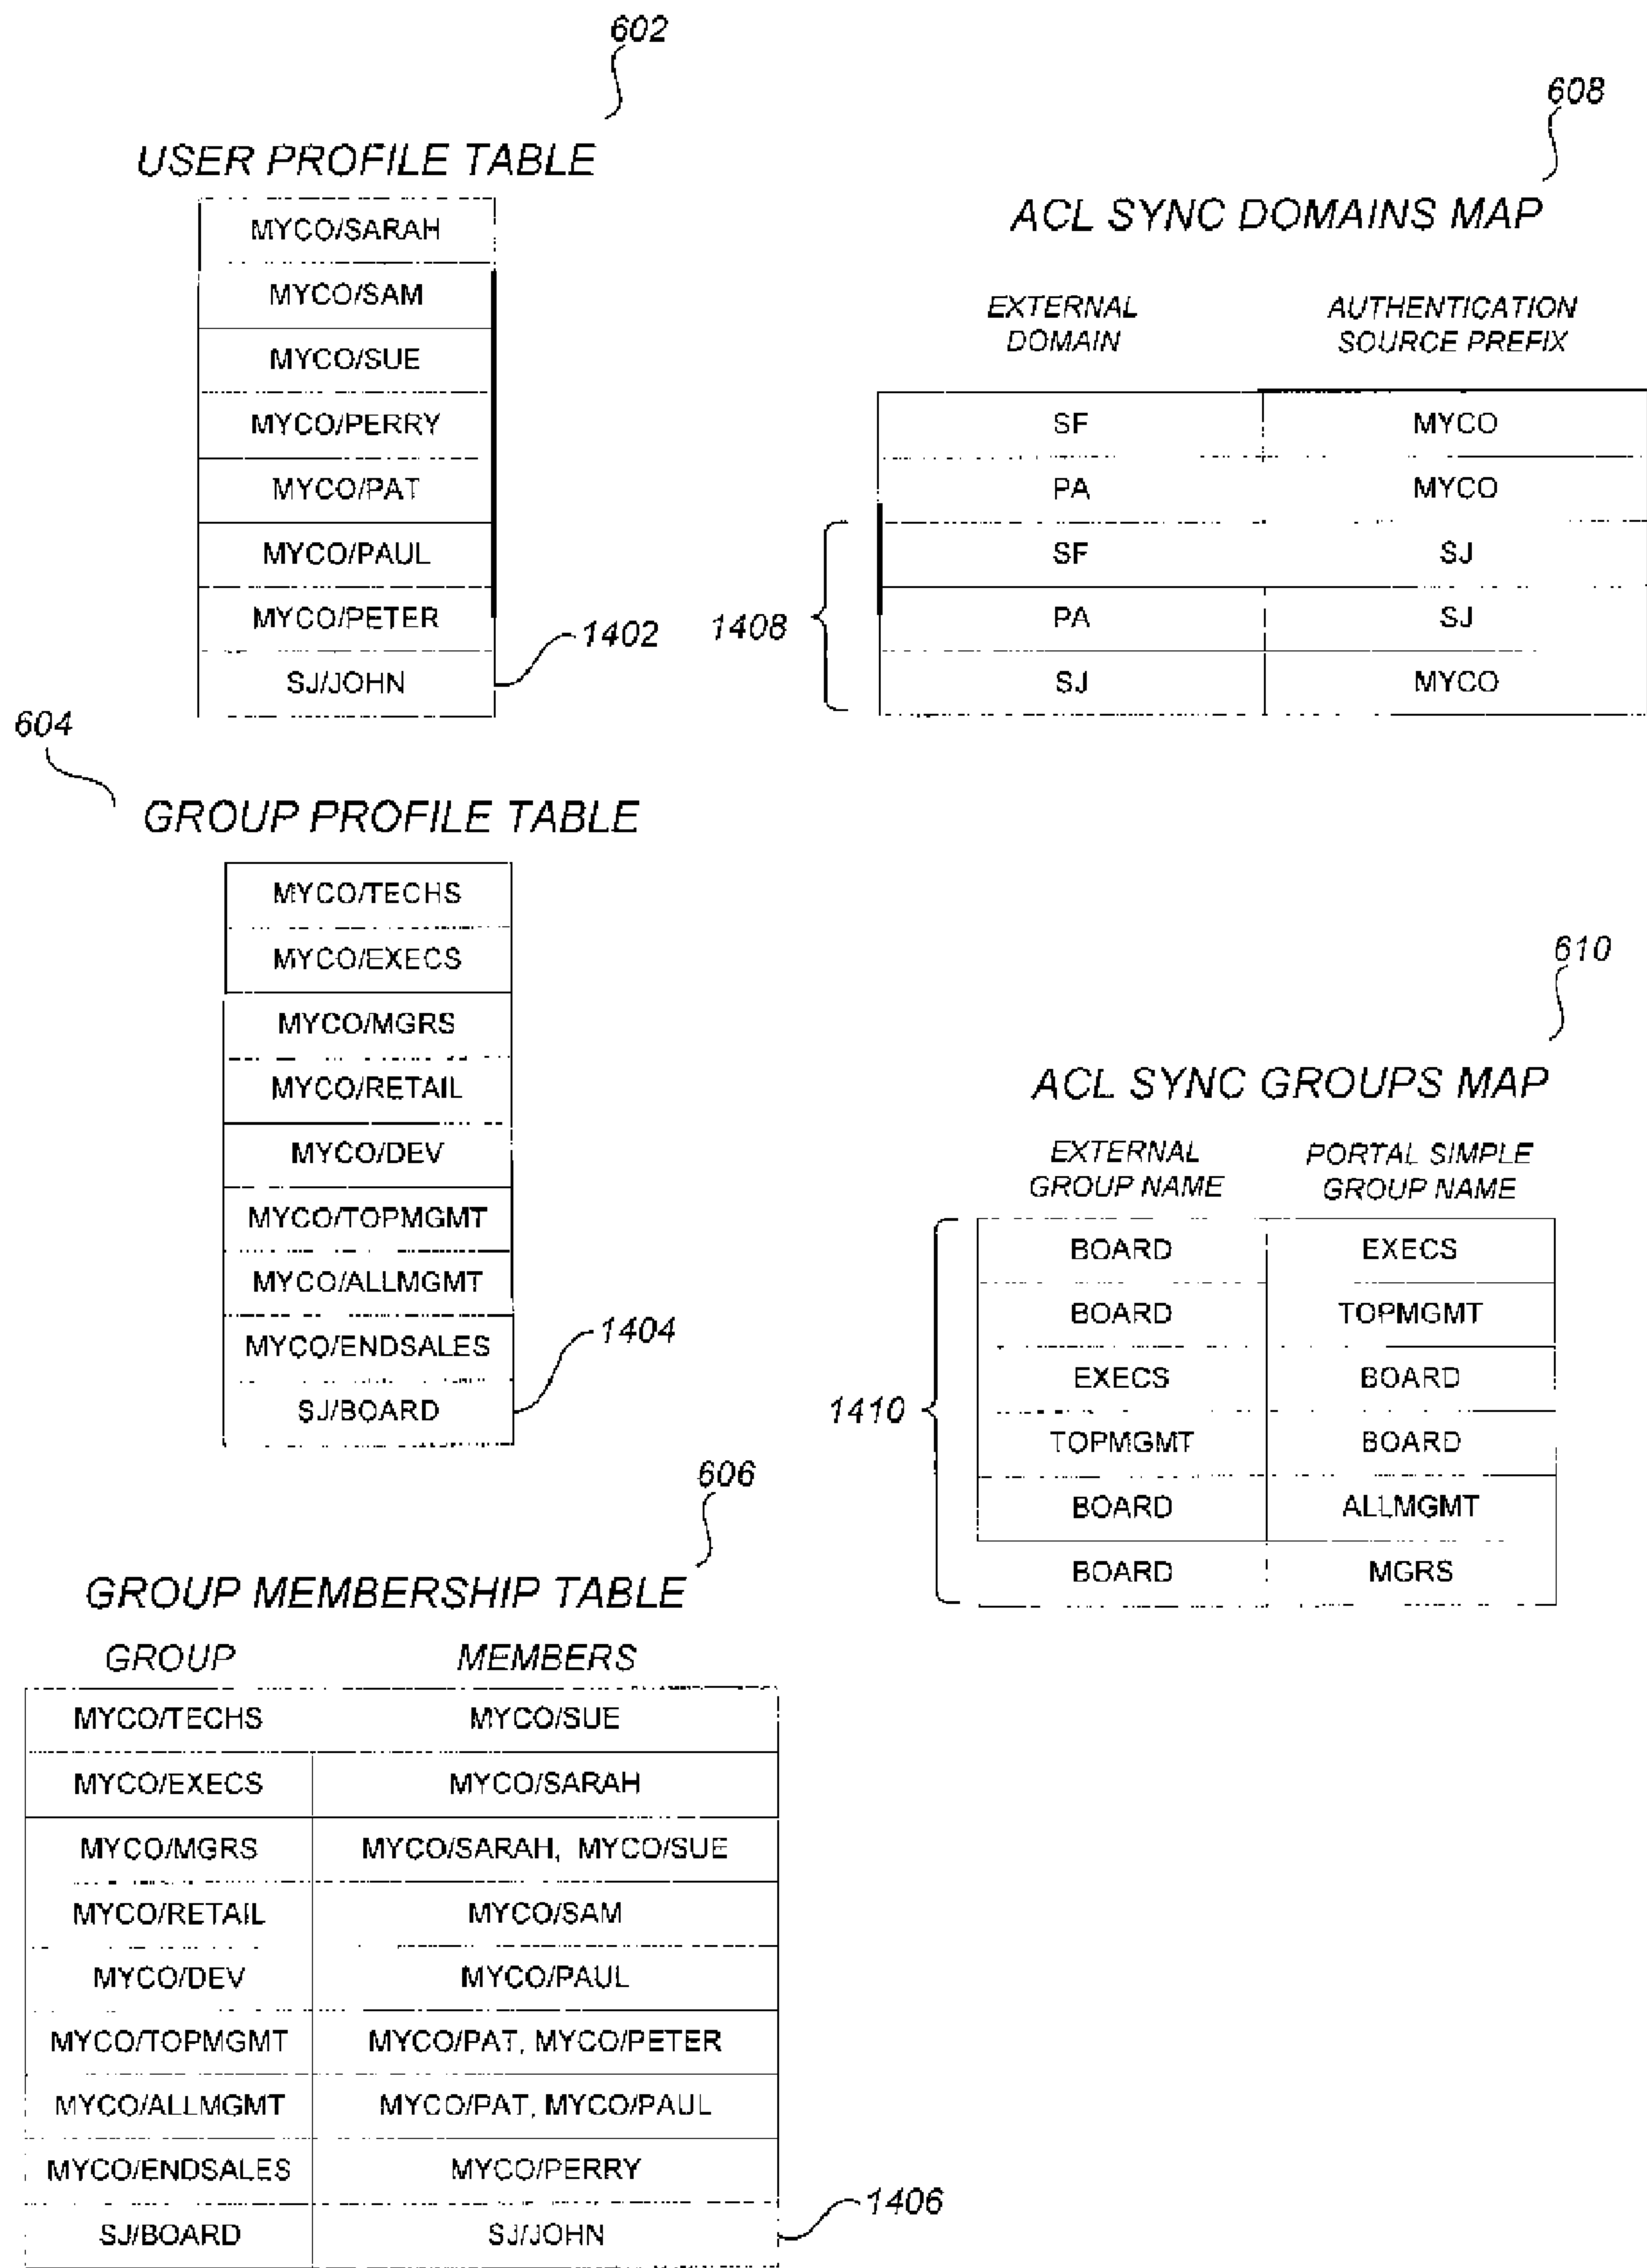 602
USER PROFILE TABLE
MYCO/SARAH
MYCO/SAM
MYCO/SUE
MYCO/PERRY
MYCO/PAT
MYCO/PAUL
MYCO/PETER
SJ/JOHN
1402
608
ACL SYNC DOMAINS MAP
EXTERNAL DOMAIN
AUTHENTICATION SOURCE PREFIX
SF MYCO
PA MYCO
SF SJ
PA SJ
SJ MYCO
1408
604
GROUP PROFILE TABLE
MYCO/TECHS
MYCO/EXECS
MYCO/MGRS
MYCO/RETAIL
MYCO/DEV
MYCO/TOPMGMT
MYCO/ALLMGMT
MYCO/ENDSALES
SJ/BOARD
1404
610
ACL SYNC GROUPS MAP
EXTERNAL GROUP NAME
PORTAL SIMPLE GROUP NAME
BOARD EXECS
BOARD TOPMGMT
EXECS BOARD
TOPMGMT BOARD
BOARD ALLMGMT
BOARD MGRS
1410
606
GROUP MEMBERSHIP TABLE
GROUP MEMBERS
MYCO/TECHS MYCO/SUE
MYCO/EXECS MYCO/SARAH
MYCO/MGRS MYCO/SARAH, MYCO/SUE
MYCO/RETAIL MYCO/SAM
MYCO/DEV MYCO/PAUL
MYCO/TOPMGMT MYCO/PAT, MYCO/PETER
MYCO/ALLMGMT MYCO/PAT, MYCO/PAUL
MYCO/ENDSALES MYCO/PERRY
SJ/BOARD SJ/JOHN
1406